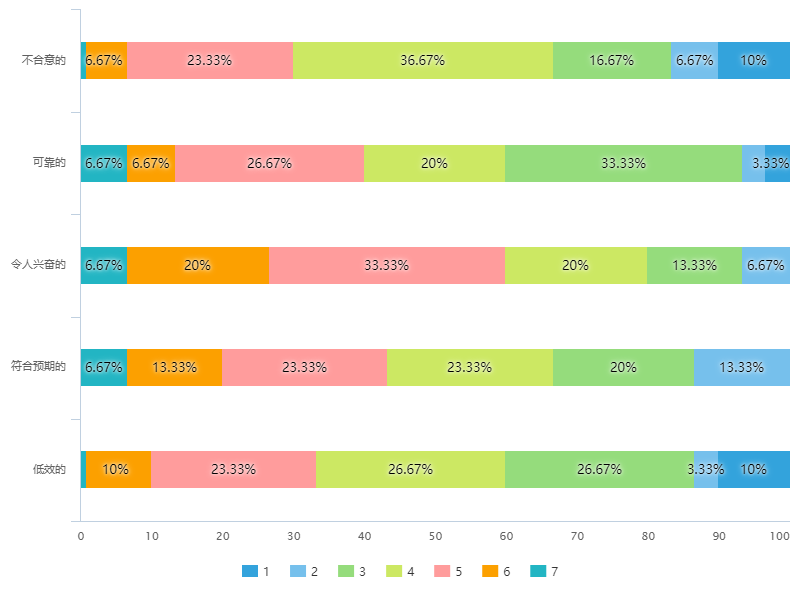 不合意的 6.67% 23.33% 36.67% 16.67% 6.67% 10%
可靠的 6.67% 6.67% 26.67% 20% 33.33% 3.33%
令人兴奋的 6.67% 20% 33.33% 20% 13.33% 6.67%
符合预期的 6.67% 13.33% 23.33% 23.33% 20% 13.33%
低效的 10% 23.33% 26.67% 26.67% 3.33% 10%
0 10 20 30 40 50 60 70 80 90 100
1 2 3 4 5 6 7